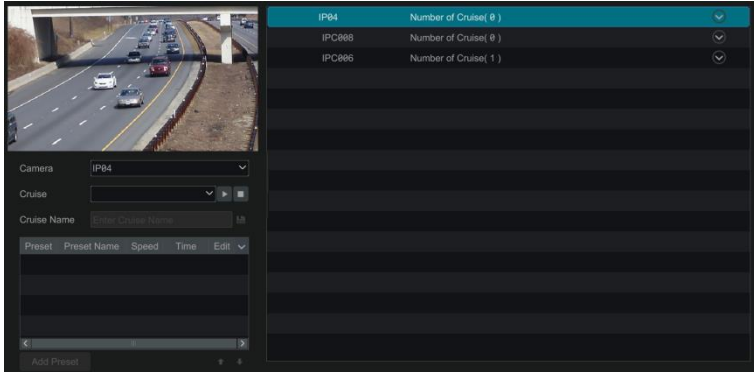 Camera IP04
Cruise
Cruise Name Enter Cruise Name
Preset Preset Name Speed Time Edit
Add Preset
IP04 Number of Cruise( 0 )
IPC008 Number of Cruise( 0 )
IPC006 Number of Cruise( 1 )